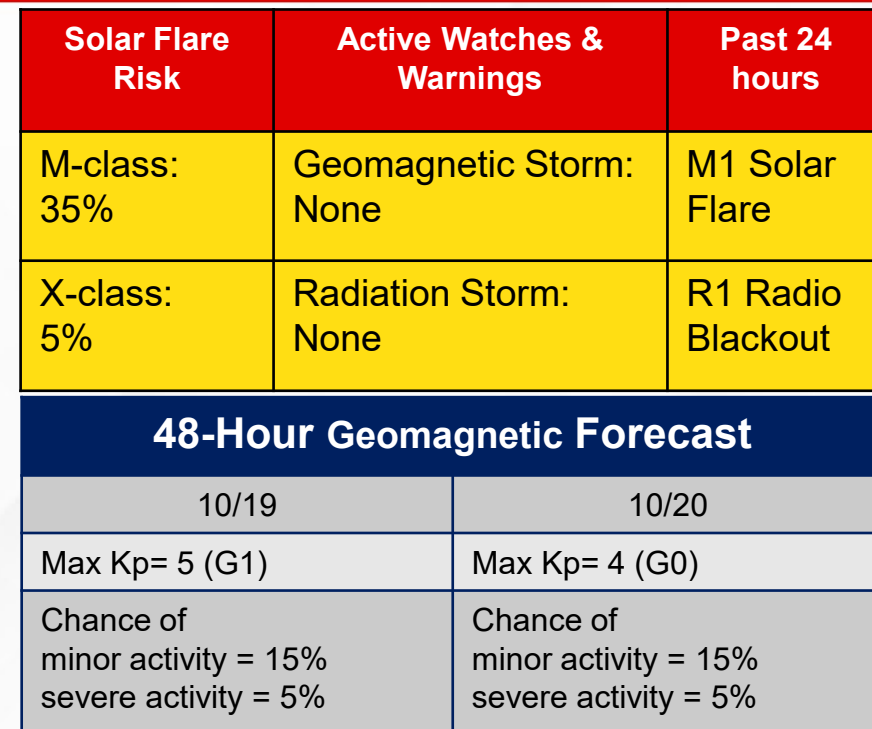 Solar Flare Risk
Active Watches & Warnings
Past 24 hours
M-class: 35%
Geomagnetic Storm: None
M1 Solar Flare
X-class: 5%
Radiation Storm: None
R1 Radio Blackout
48-Hour Geomagnetic Forecast
10/19
10/20
Max Kp= 5 (G1)
Max Kp= 4 (G0)
Chance of
minor activity = 15%
severe activity = 5%
Chance of
minor activity = 15%
severe activity = 5%